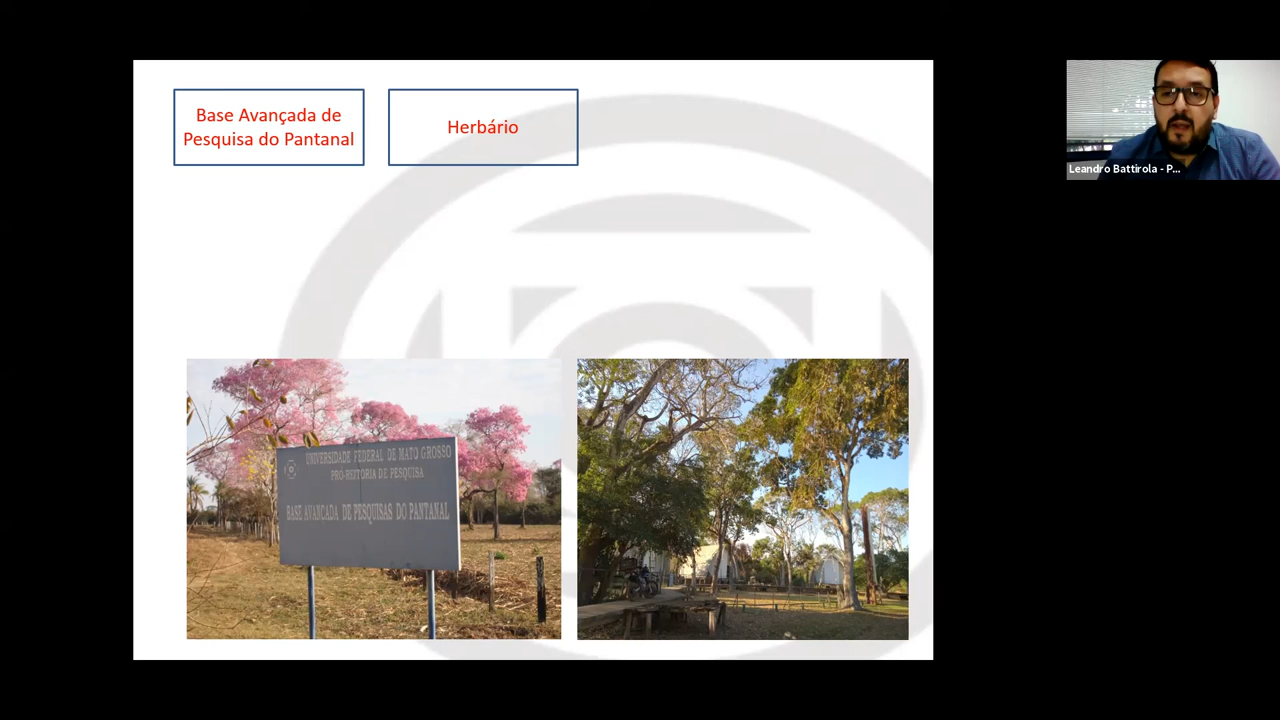 Base Avançada de
Pesquisa do Pantanal
Herbário
Leandro Battirola - P...
UNIVERSIDADE FEDERAL DE MATO GROSSO
PRO-REITORIA DE PESQUISA
BASE AVANÇADA DE PESQUISAS DO PANTANAL